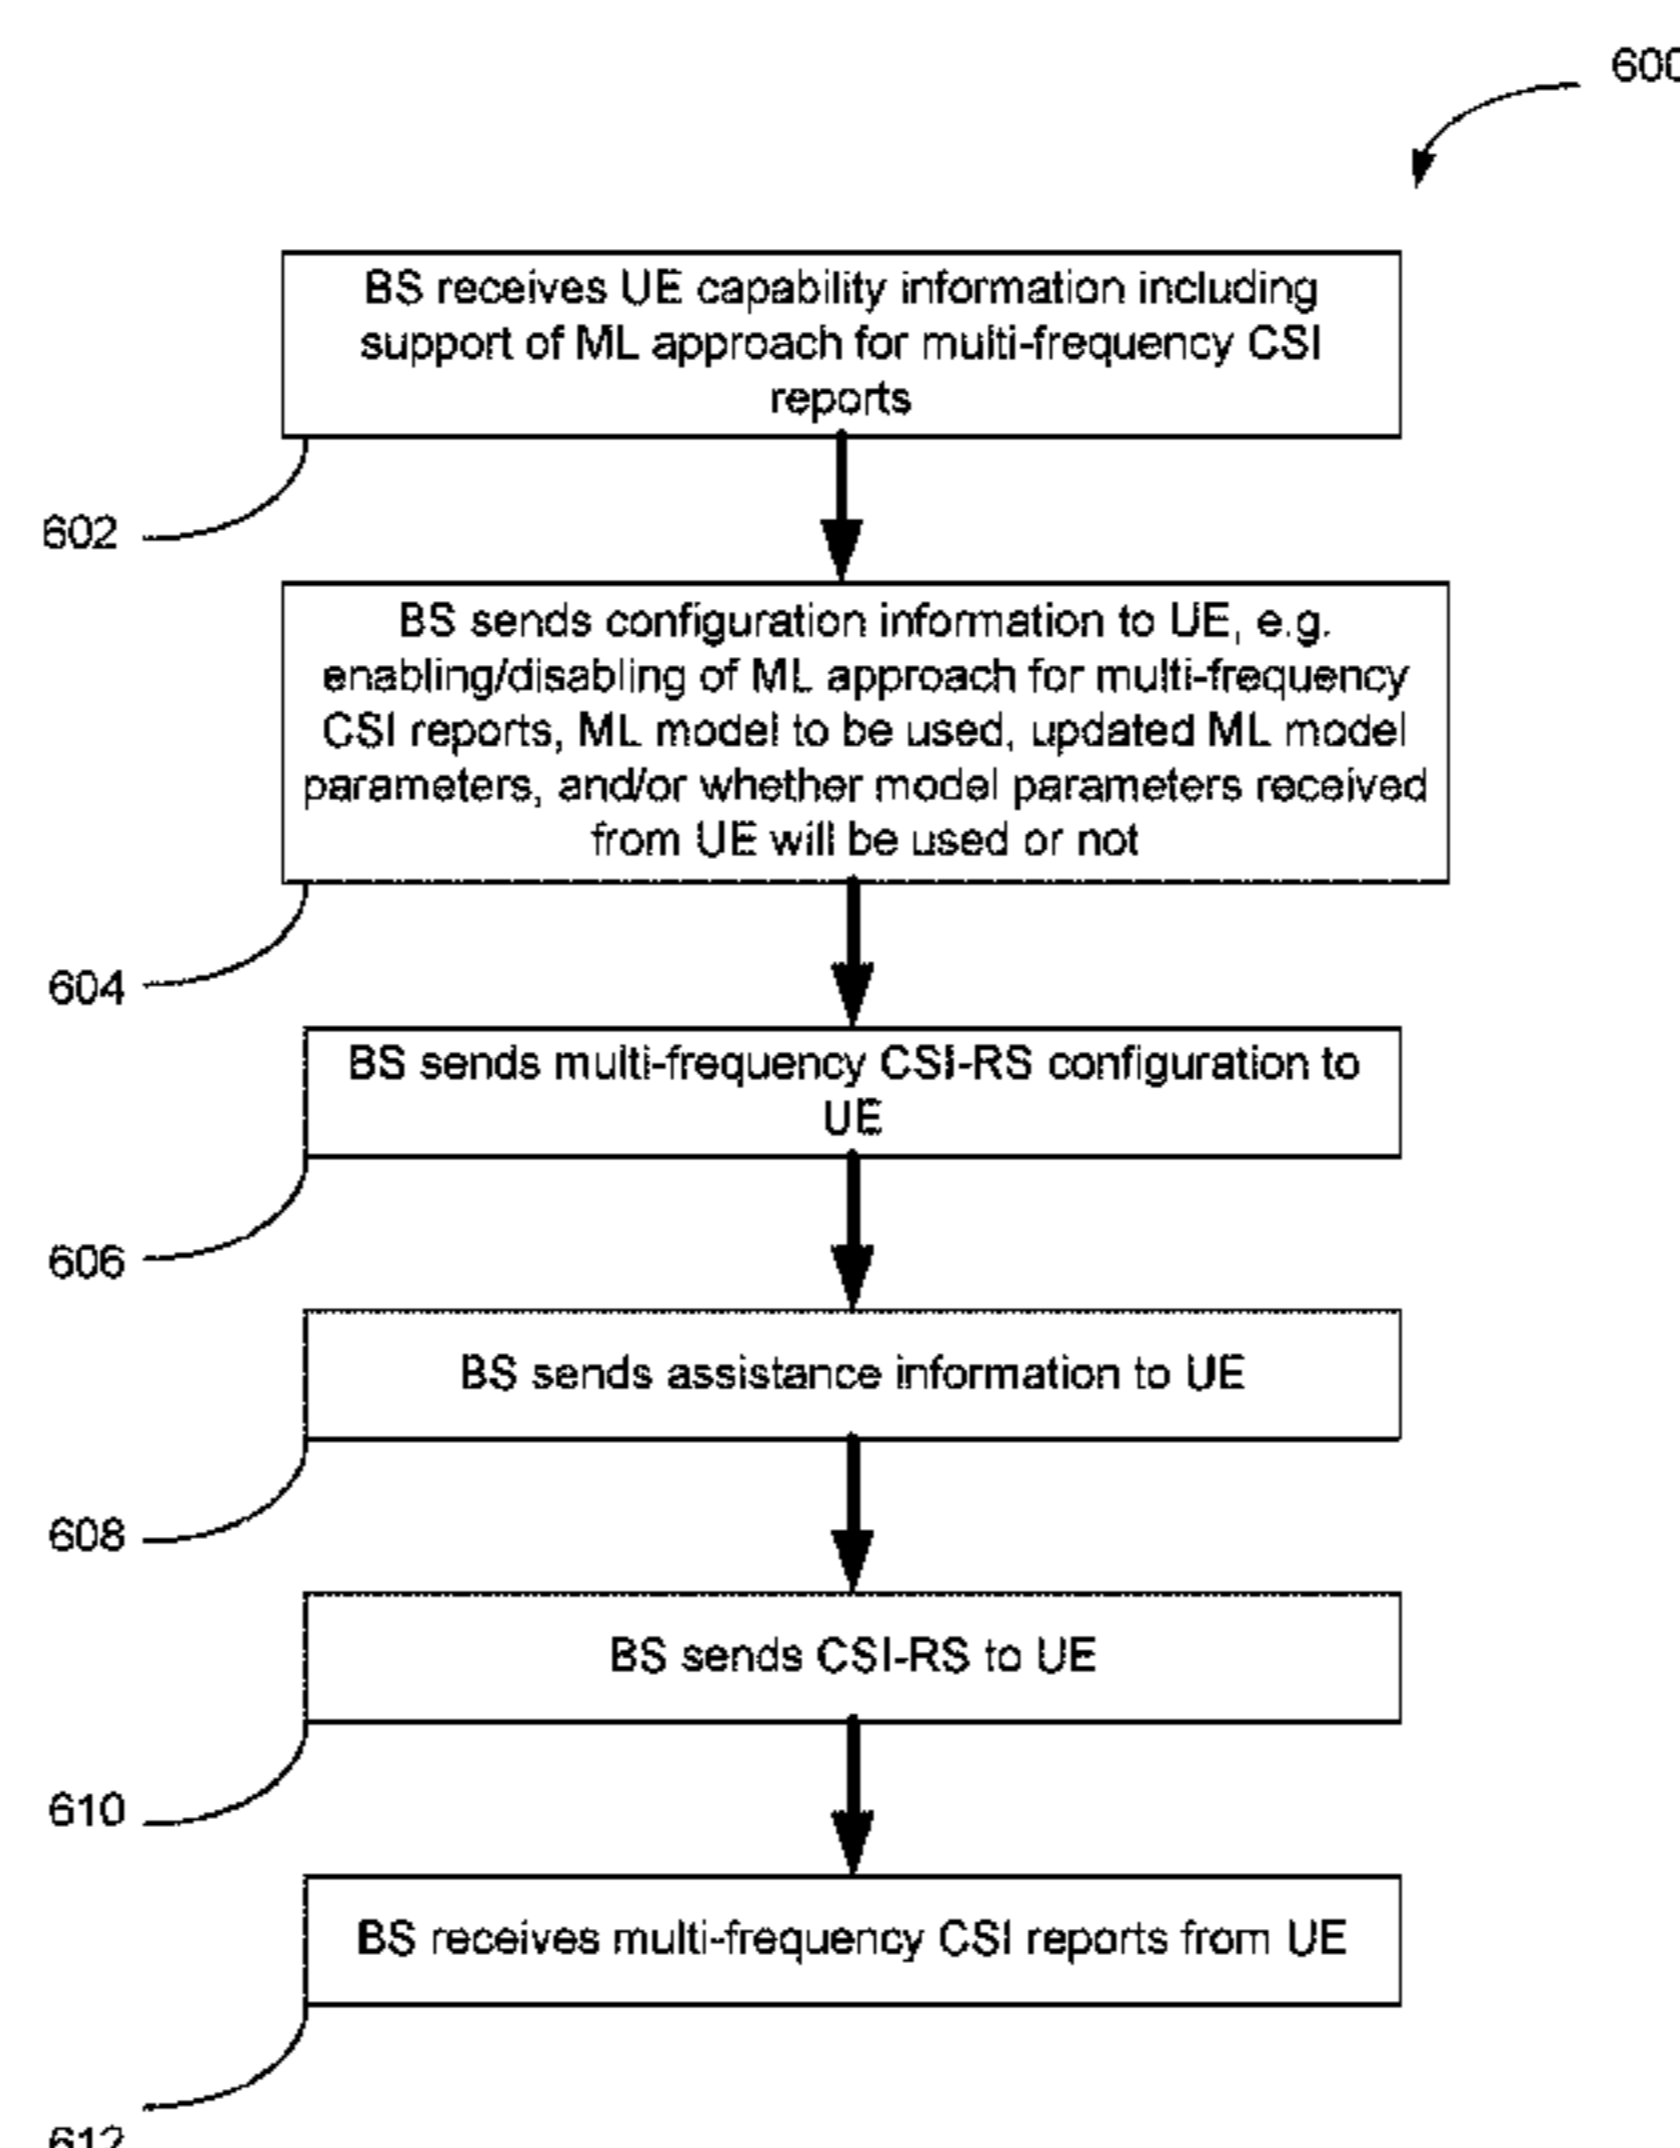 600
BS receives UE capability information including
support of ML approach for multi-frequency CSI
reports
602
BS sends configuration information to UE, e.g.
enabling/disabling of ML approach for multi-frequency
CSI reports, ML model to be used, updated ML model
parameters, and/or whether model parameters received
from UE will be used or not
604
BS sends multi-frequency CSI-RS configuration to
UE
606
BS sends assistance information to UE
608
BS sends CSI-RS to UE
610
BS receives multi-frequency CSI reports from UE
612